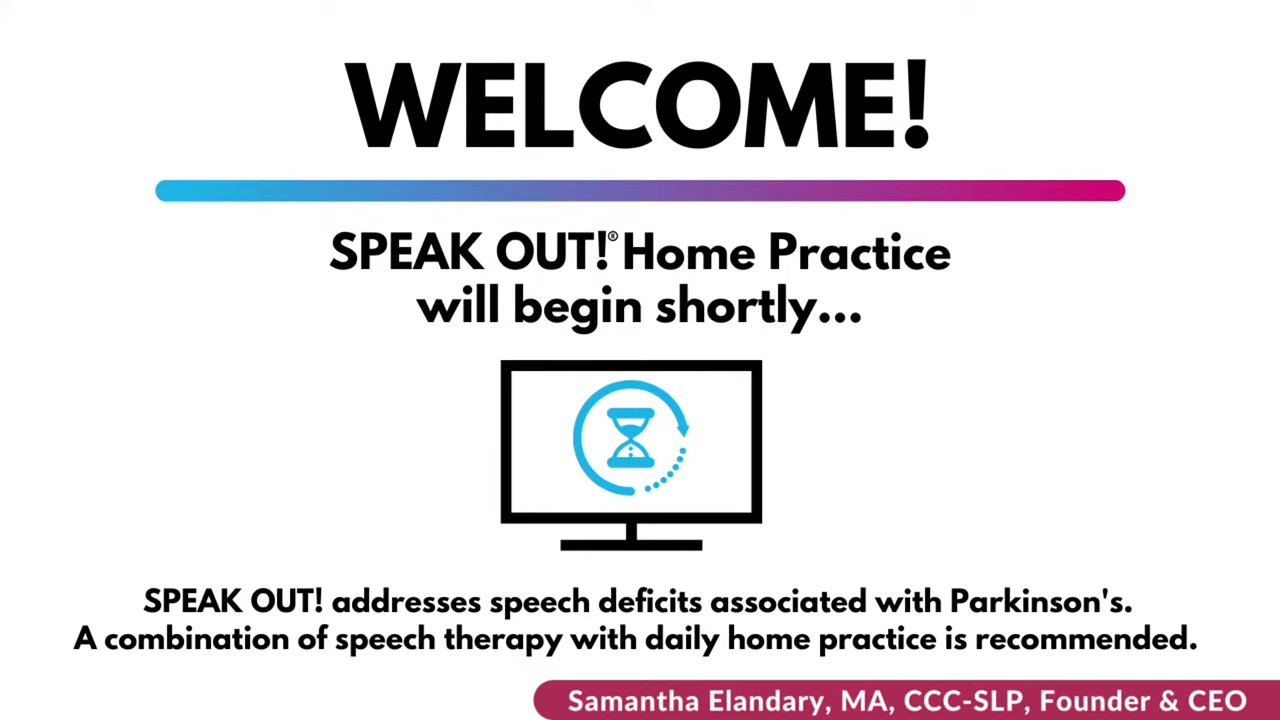 WELCOME!
SPEAK OUT!® Home Practice
will begin shortly...
SPEAK OUT! addresses speech deficits associated with Parkinson's.
A combination of speech therapy with daily home practice is recommended.
Samantha Elandary, MA, CCC-SLP, Founder & CEO